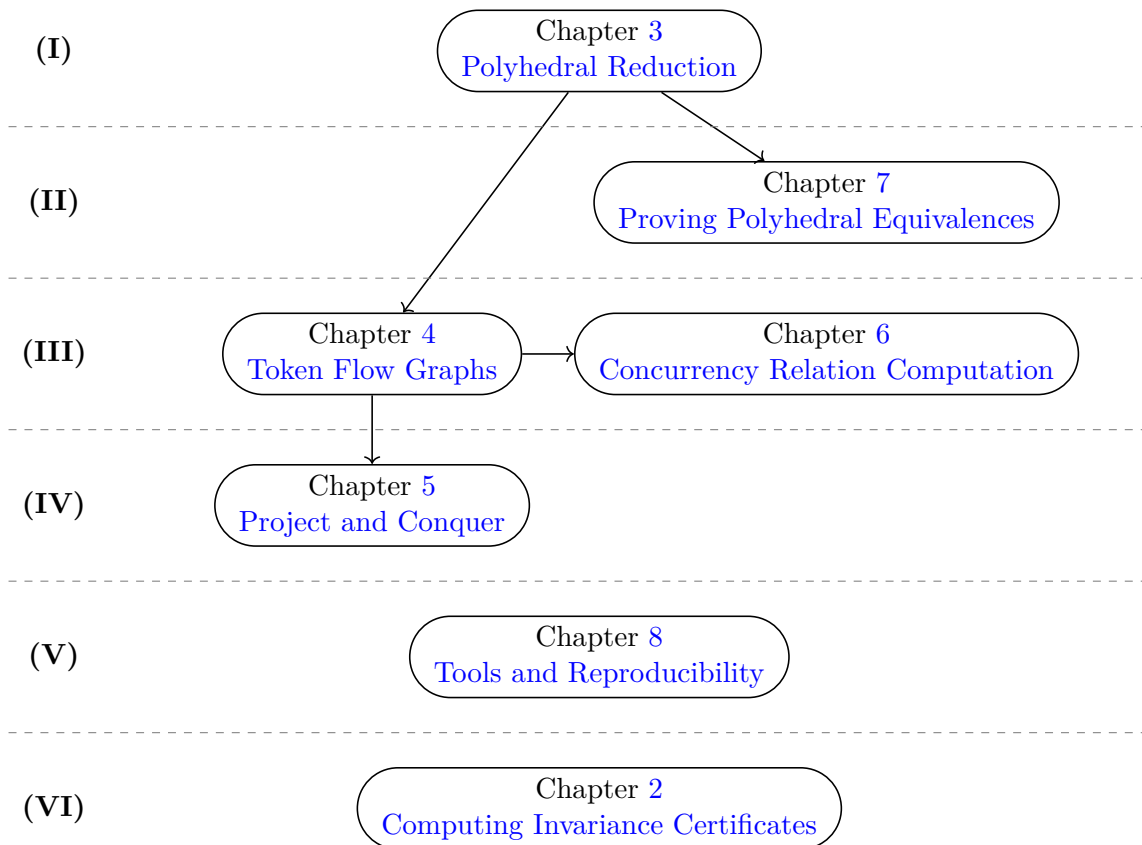 (I)
Chapter 3
Polyhedral Reduction
(II)
Chapter 7
Proving Polyhedral Equivalences
(III)
Chapter 4
Token Flow Graphs
Chapter 6
Concurrency Relation Computation
(IV)
Chapter 5
Project and Conquer
(V)
Chapter 8
Tools and Reproducibility
(VI)
Chapter 2
Computing Invariance Certificates